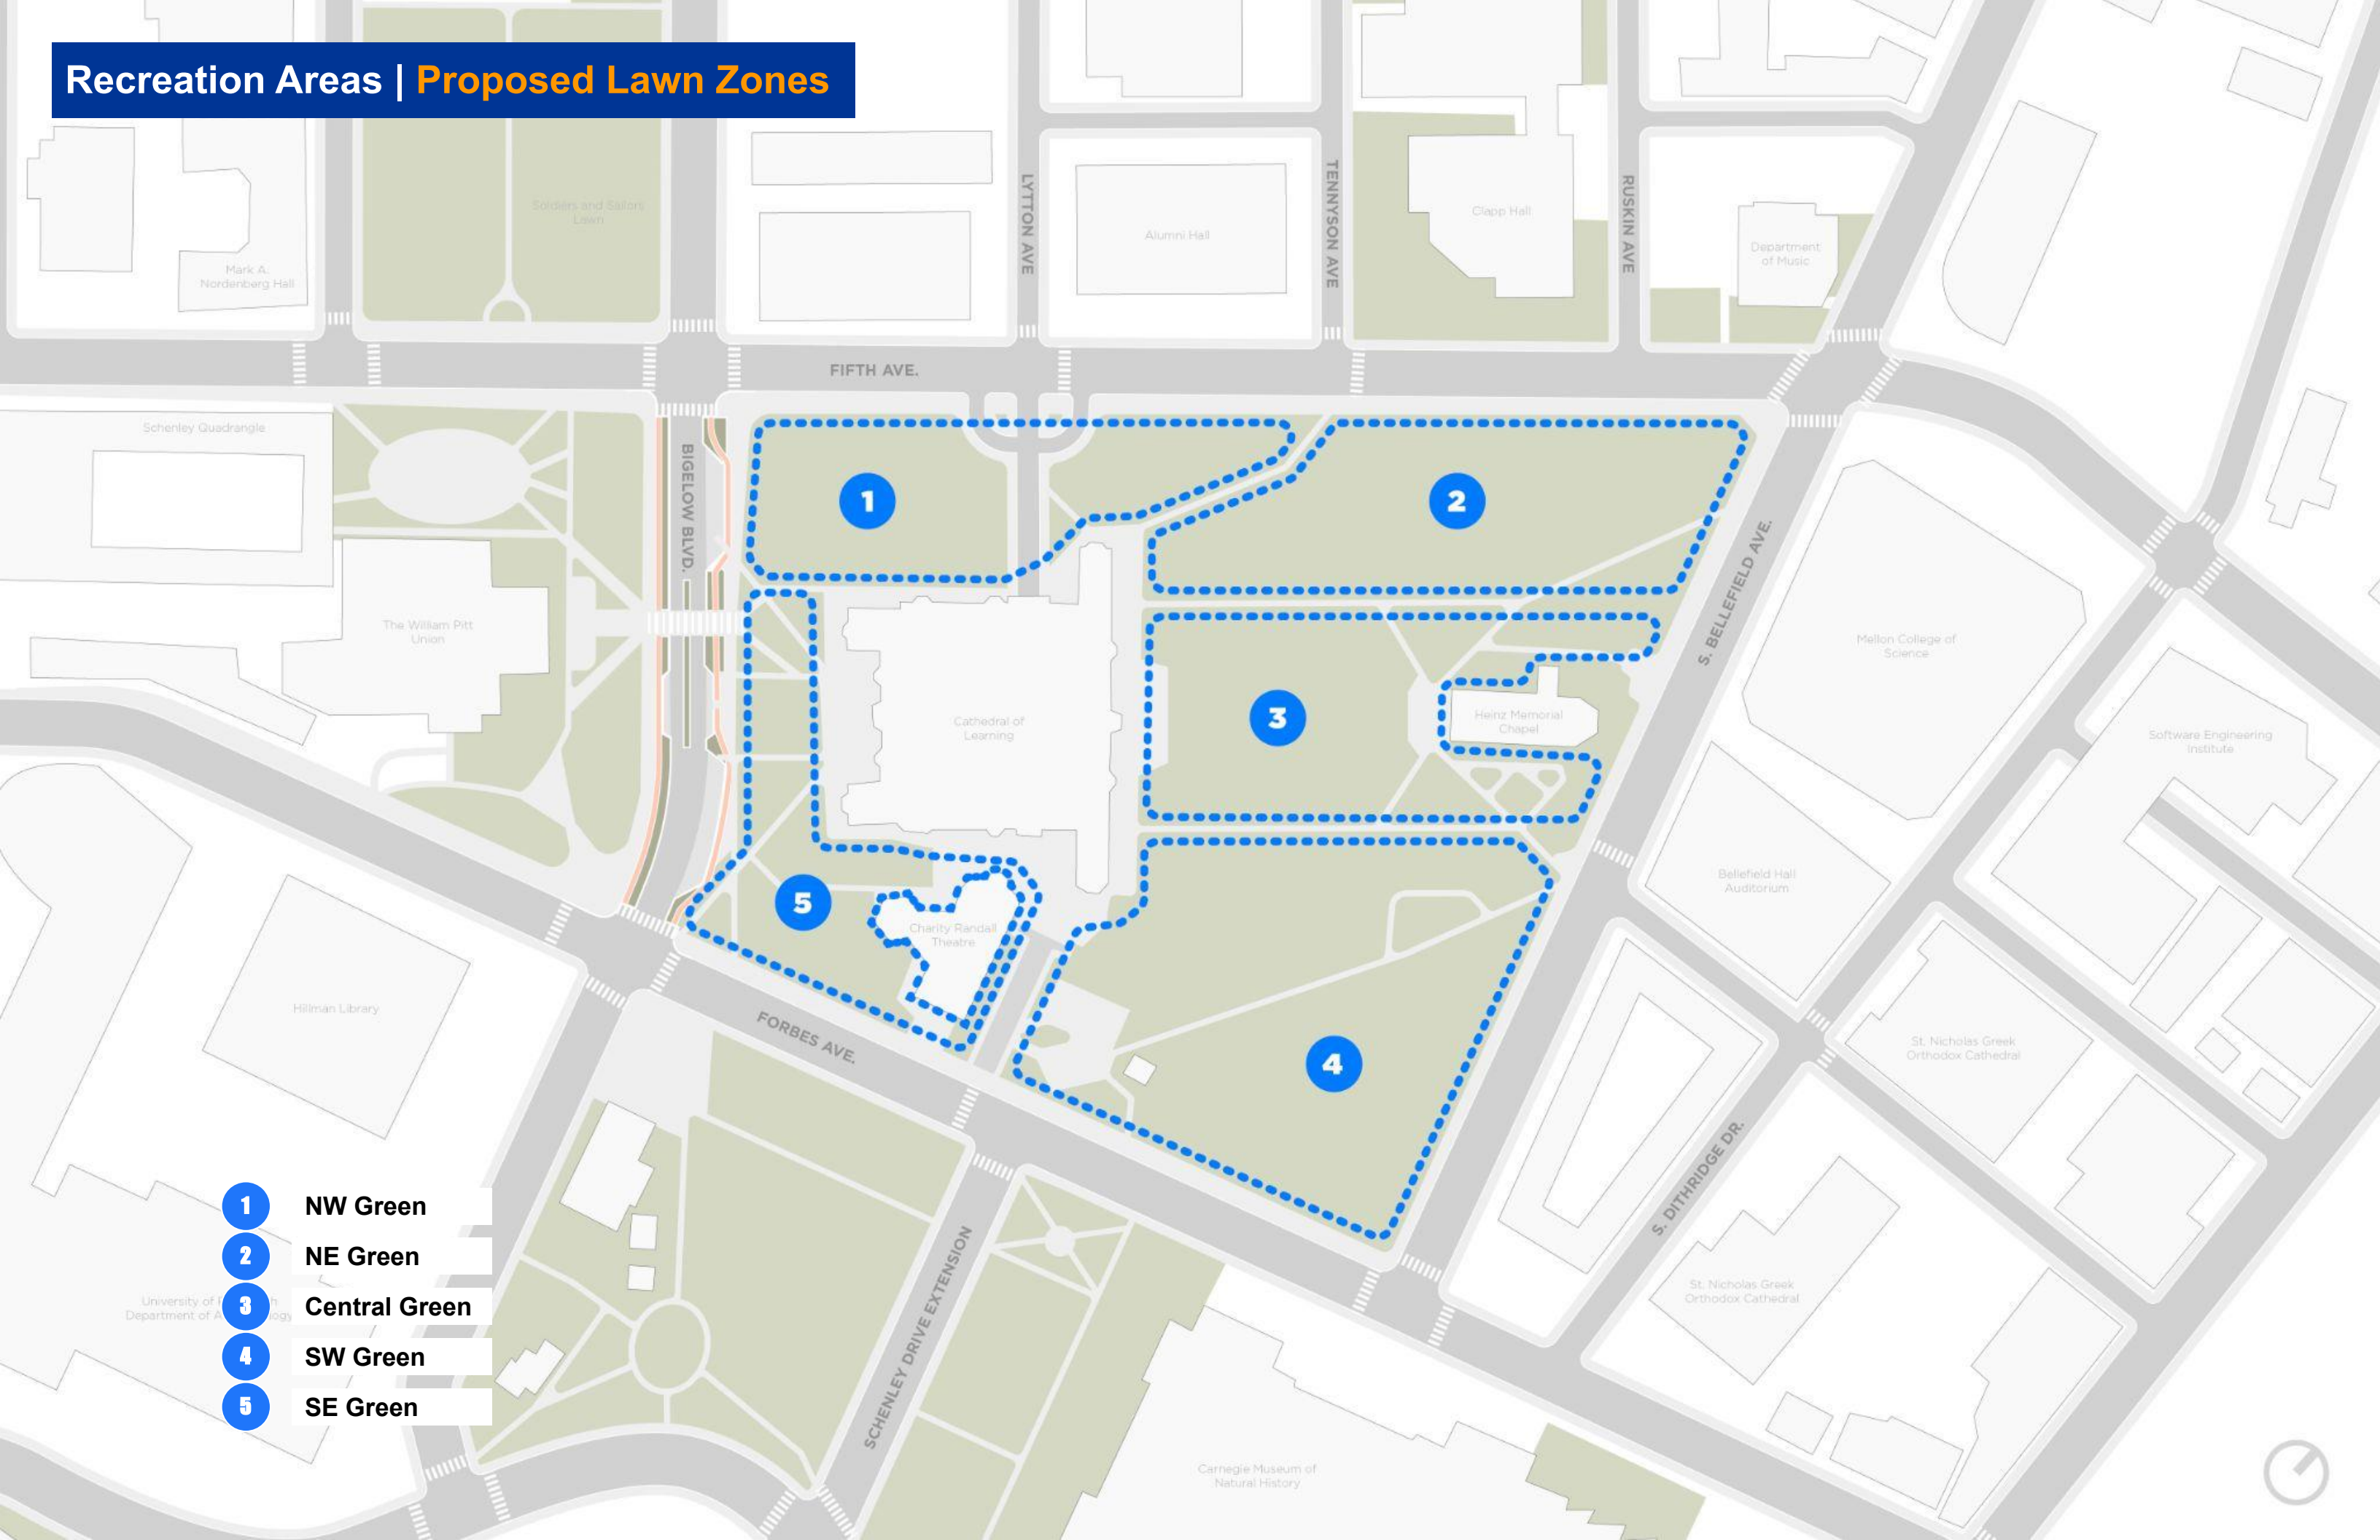 Recreation Areas | Proposed Lawn Zones
Soldiers and Sailors
Lawn
LYTTON AVE
TENNYSON AVE
RUSKIN AVE
Clapp Hall
Alumni Hall
Department
of Music
Mark A.
Nordenberg Hall
FIFTH AVE.
Schenley Quadrangle
BIGELOW BLVD.
1
2
S. BELLEFIELD AVE.
The William Pitt
Union
Mellon College of
Science
3
Heinz Memorial
Chapel
Cathedral of
Learning
Software Engineering
Institute
Bellefield Hall
Auditorium
5
Charity Randall
Theatre
Hillman Library
FORBES AVE.
4
St. Nicholas Greek
Orthodox Cathedral
S. DITHRIDGE DR.
SCHENLEY DRIVE EXTENSION
St. Nicholas Greek
Orthodox Cathedral
University of
Department of
1 NW Green
2 NE Green
3 Central Green
4 SW Green
5 SE Green
Carnegie Museum of
Natural History